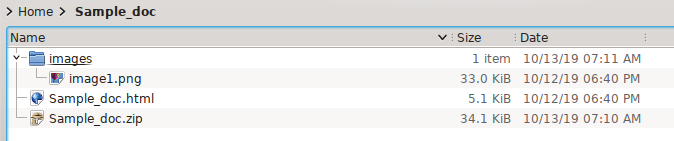 Home Sample_doc
Name Size Date
images 1 item 10/13/19 07:11 AM
image1.png 33.0 KiB 10/12/19 06:40 PM
Sample_doc.html 5.1 KiB 10/12/19 06:40 PM
Sample_doc.zip 34.1 KiB 10/13/19 07:10 AM